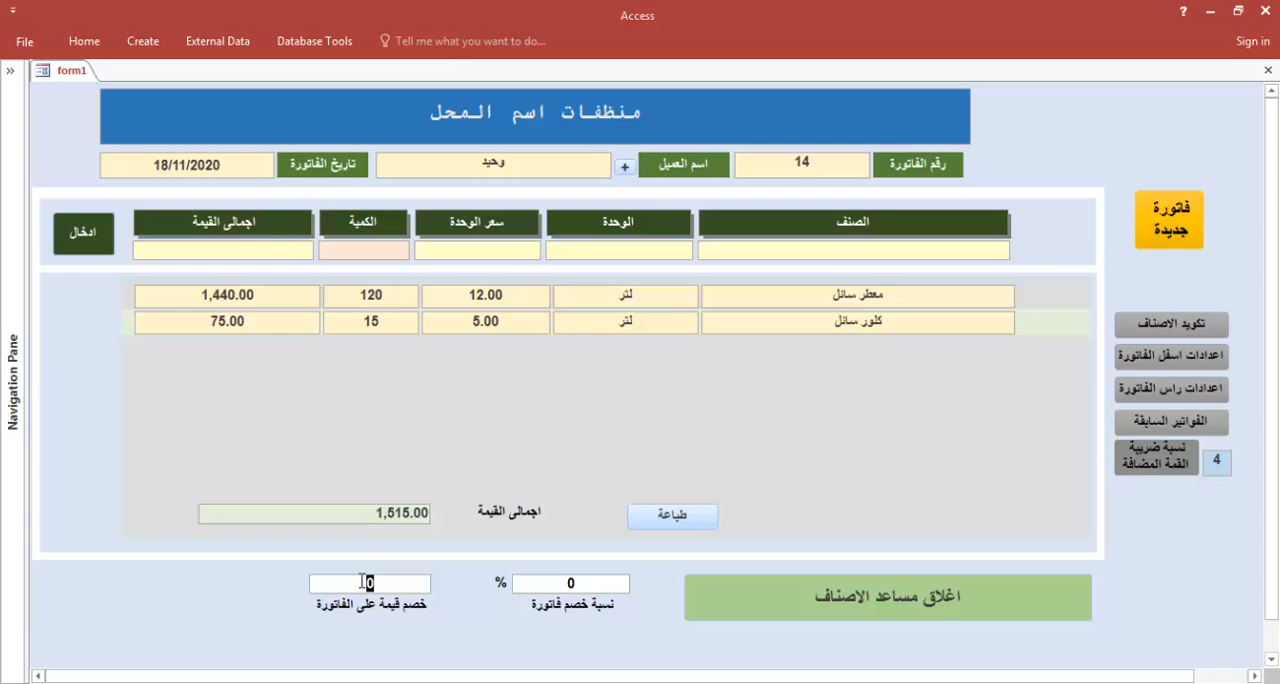 Access
?
File Home Create External Data Database Tools Tell me what you want to do... Sign in
form1
Navigation Pane
منظفات اسم المحل
رقم الفاتورة 14 اسم العميل + وحيد تاريخ الفاتورة 18/11/2020
فاتورة
جديدة
الصنف الوحدة سعر الوحدة الكمية اجمالى القيمة ادخال
معطر سائل لتر 12.00 120 1,440.00
كلور سائل لتر 5.00 15 75.00
تكويد الاصناف
اعدادات اسفل الفاتورة
اعدادات راس الفاتورة
الفواتير السابقة
نسبة ضريبة
القمة المضافة
4
طباعة اجمالى القيمة 1,515.00
اغلاق مساعد الاصناف
0 %
نسبة خصم فاتورة
0
خصم قيمة على الفاتورة